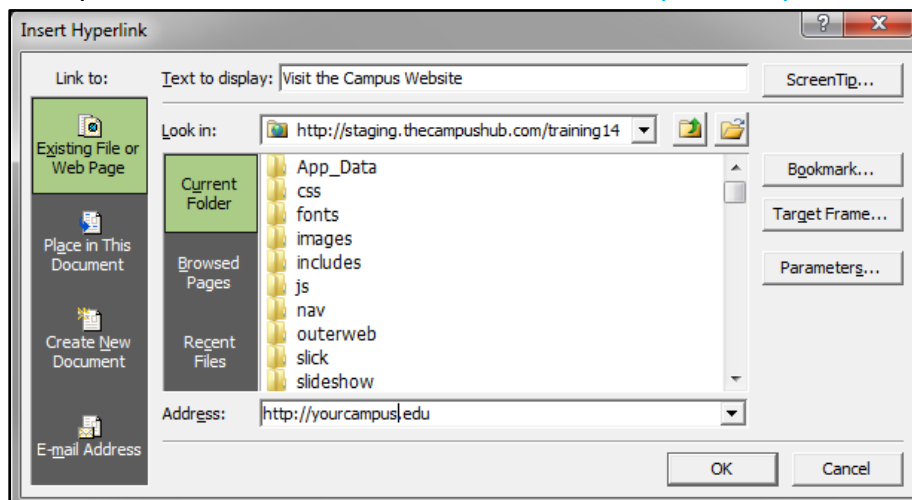 Insert Hyperlink
?
X
Link to:
Text to display: Visit the Campus Website
ScreenTip...
Existing File or
Web Page
Place in This
Document
Create New
Document
E-mail Address
Look in: http://staging.thecampushub.com/training14
Current
Folder
Browsed
Pages
Recent
Files
App_Data
css
fonts
images
includes
js
nav
outerweb
slick
slideshow
Bookmark...
Target Frame...
Parameters...
Address: http://yourcampus.edu
OK
Cancel